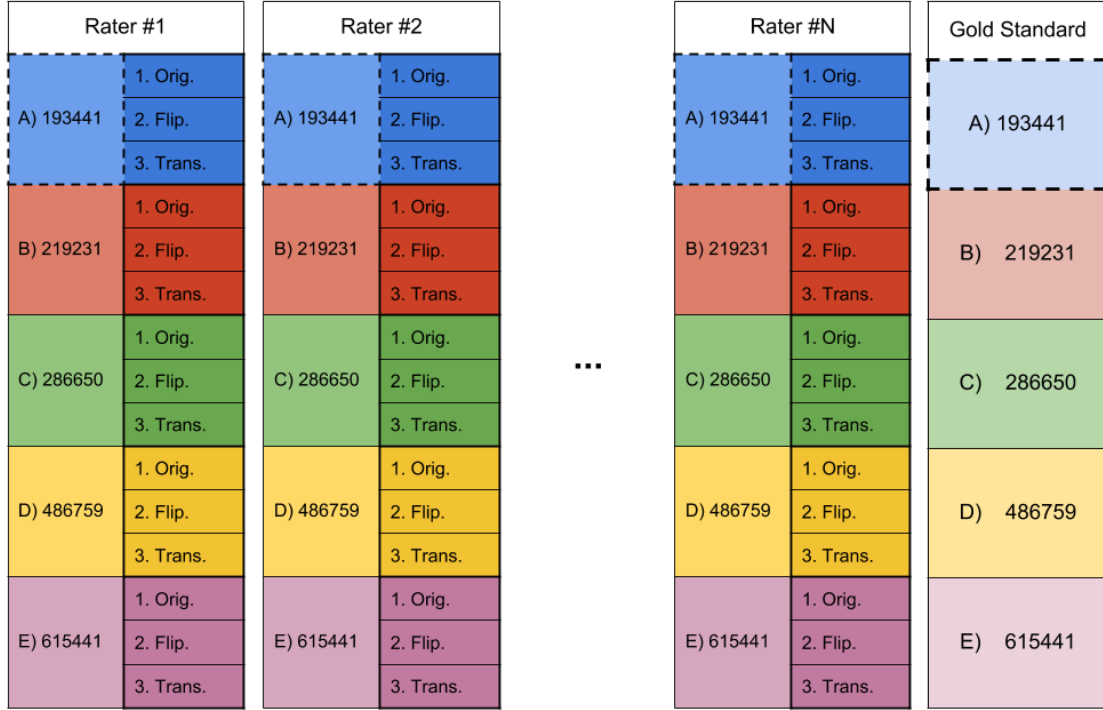 Rater #1
A) 193441
1. Orig.
2. Flip.
3. Trans.
B) 219231
1. Orig.
2. Flip.
3. Trans.
C) 286650
1. Orig.
2. Flip.
3. Trans.
D) 486759
1. Orig.
2. Flip.
3. Trans.
E) 615441
1. Orig.
2. Flip.
3. Trans.
Rater #2
A) 193441
1. Orig.
2. Flip.
3. Trans.
B) 219231
1. Orig.
2. Flip.
3. Trans.
C) 286650
1. Orig.
2. Flip.
3. Trans.
D) 486759
1. Orig.
2. Flip.
3. Trans.
E) 615441
1. Orig.
2. Flip.
3. Trans.
...
Rater #N
A) 193441
1. Orig.
2. Flip.
3. Trans.
B) 219231
1. Orig.
2. Flip.
3. Trans.
C) 286650
1. Orig.
2. Flip.
3. Trans.
D) 486759
1. Orig.
2. Flip.
3. Trans.
E) 615441
1. Orig.
2. Flip.
3. Trans.
Gold Standard
A) 193441
B) 219231
C) 286650
D) 486759
E) 615441